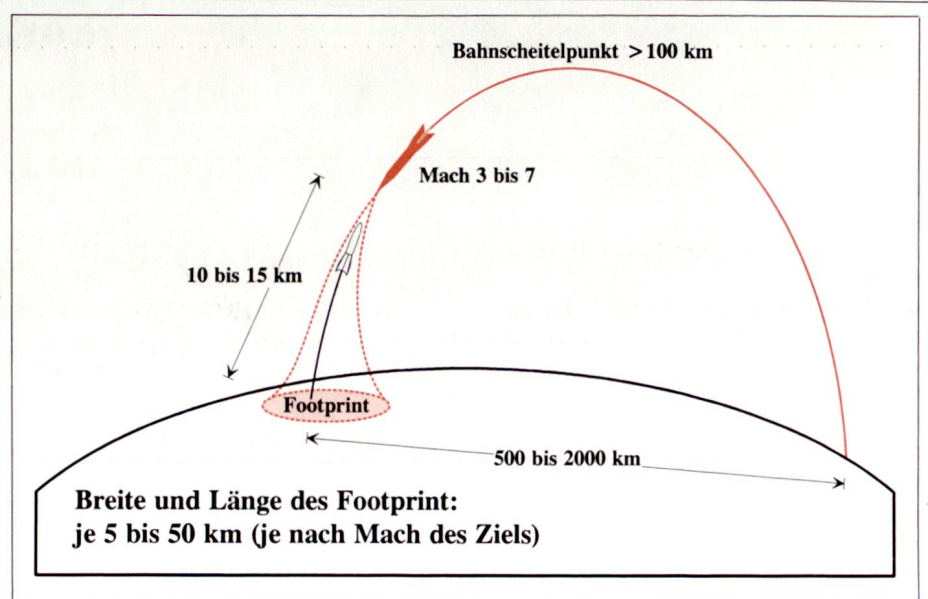 Bahnscheitelpunkt >100 km
Mach 3 bis 7
10 bis 15 km
Footprint
500 bis 2000 km
Breite und Länge des Footprint:
je 5 bis 50 km (je nach Mach des Ziels)